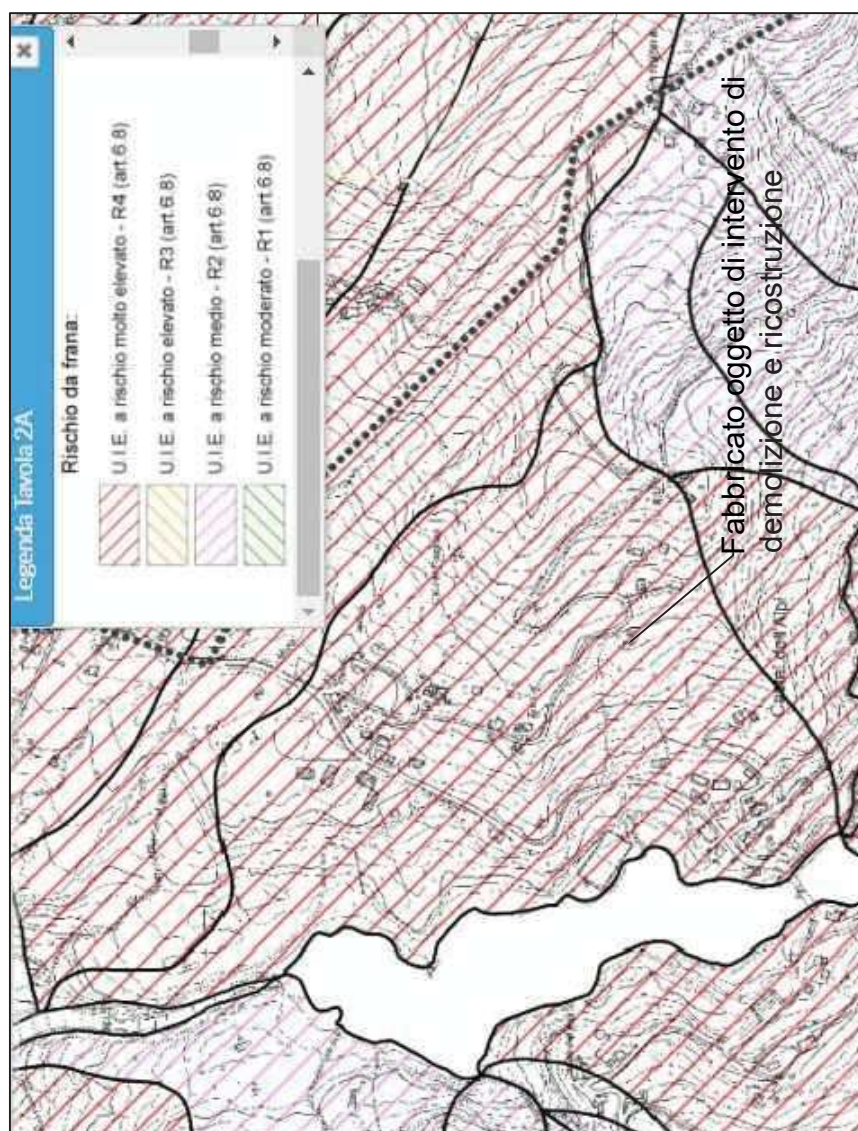 Legenda Tavola 2A
Rischio da frana:
U.I.E. a rischio molto elevato - R4 (art.6.8)
U.I.E. a rischio elevato - R3 (art.6.8)
U.I.E. a rischio medio - R2 (art.6.8)
U.I.E. a rischio moderato - R1 (art.6.8)
Fabbricato oggetto di intervento di
demolizione e ricostruzione